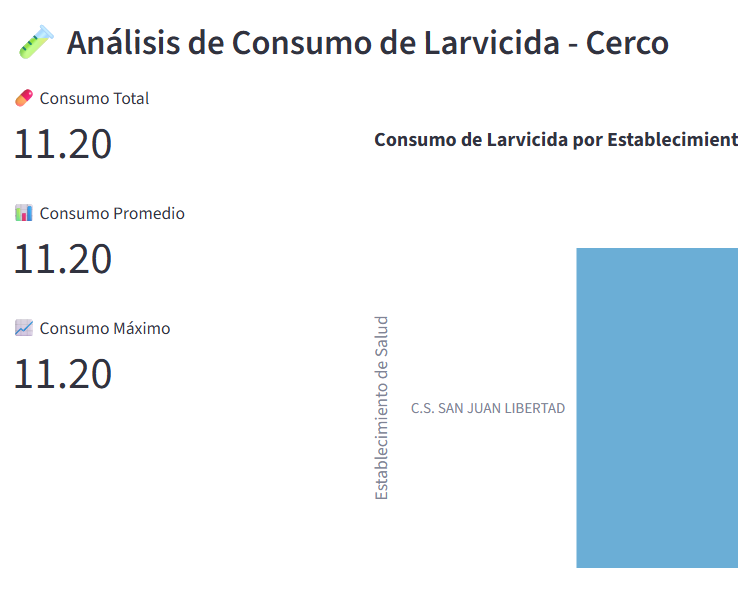 Análisis de Consumo de Larvicida - Cerco
Consumo Total
11.20
Consumo Promedio
11.20
Consumo Máximo
11.20
Consumo de Larvicida por Establecimient
Establecimiento de Salud
C.S. SAN JUAN LIBERTAD